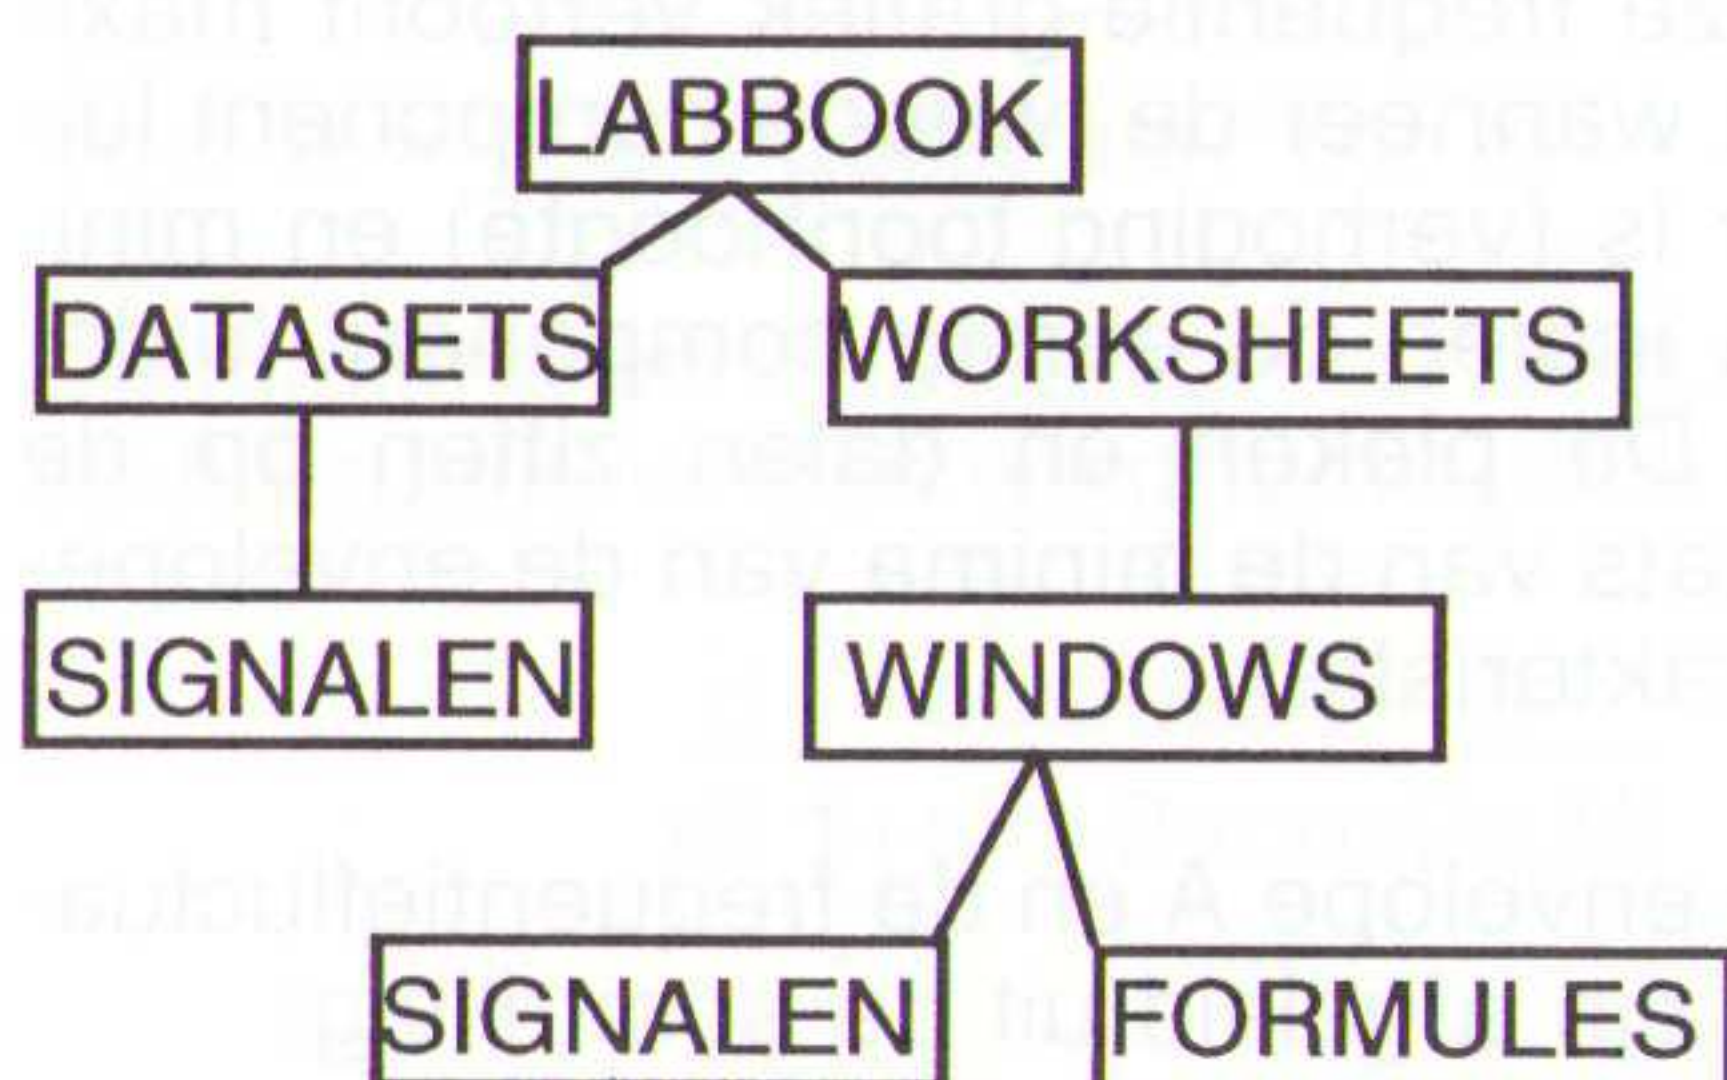 LABBOOK
DATASETS
WORKSHEETS
SIGNALEN
WINDOWS
SIGNALEN
FORMULES